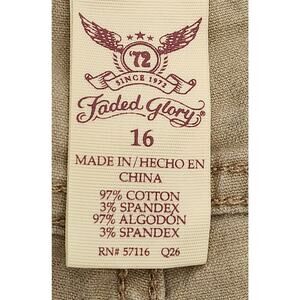 '72
SINCE 1972
Faded Glory®
16
MADE IN/HECHO EN
CHINA
97% COTTON
3% SPANDEX
97% ALGODÓN
3% SPANDEX
RN# 57116 Q26